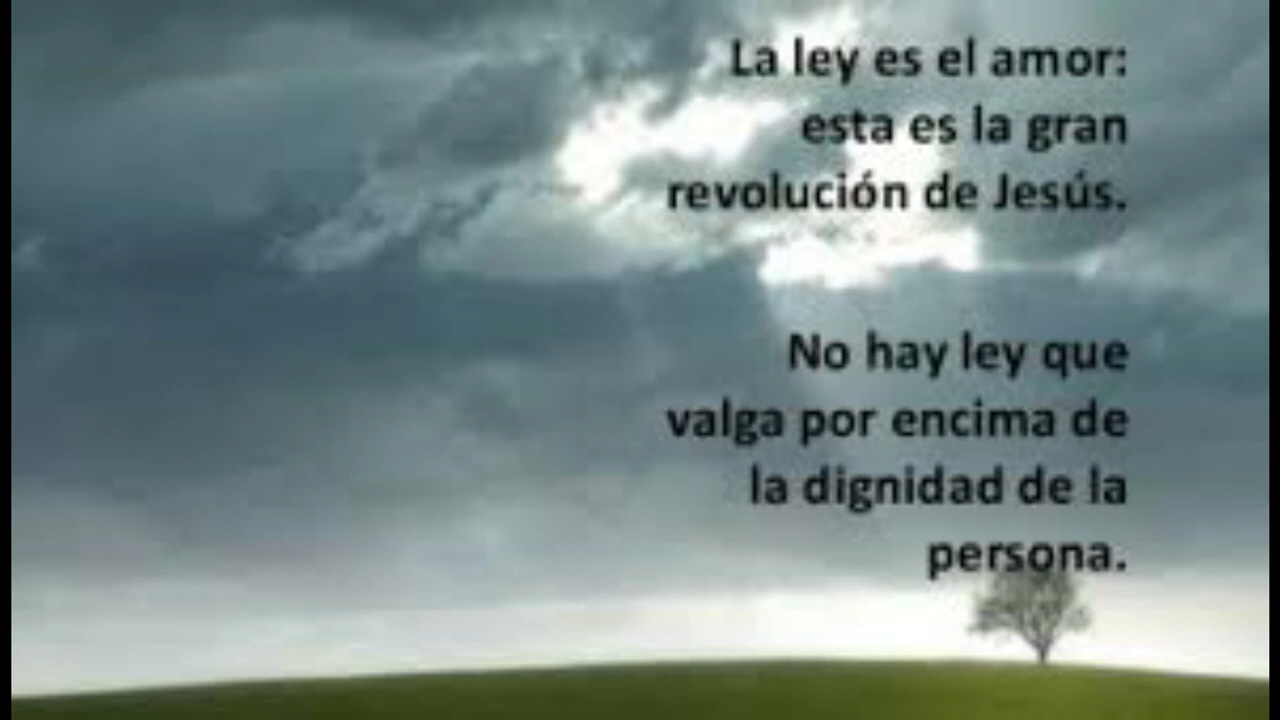 La ley es el amor:
esta es la gran
revolución de Jesús.
No hay ley que
valga por encima de
la dignidad de la
persona.